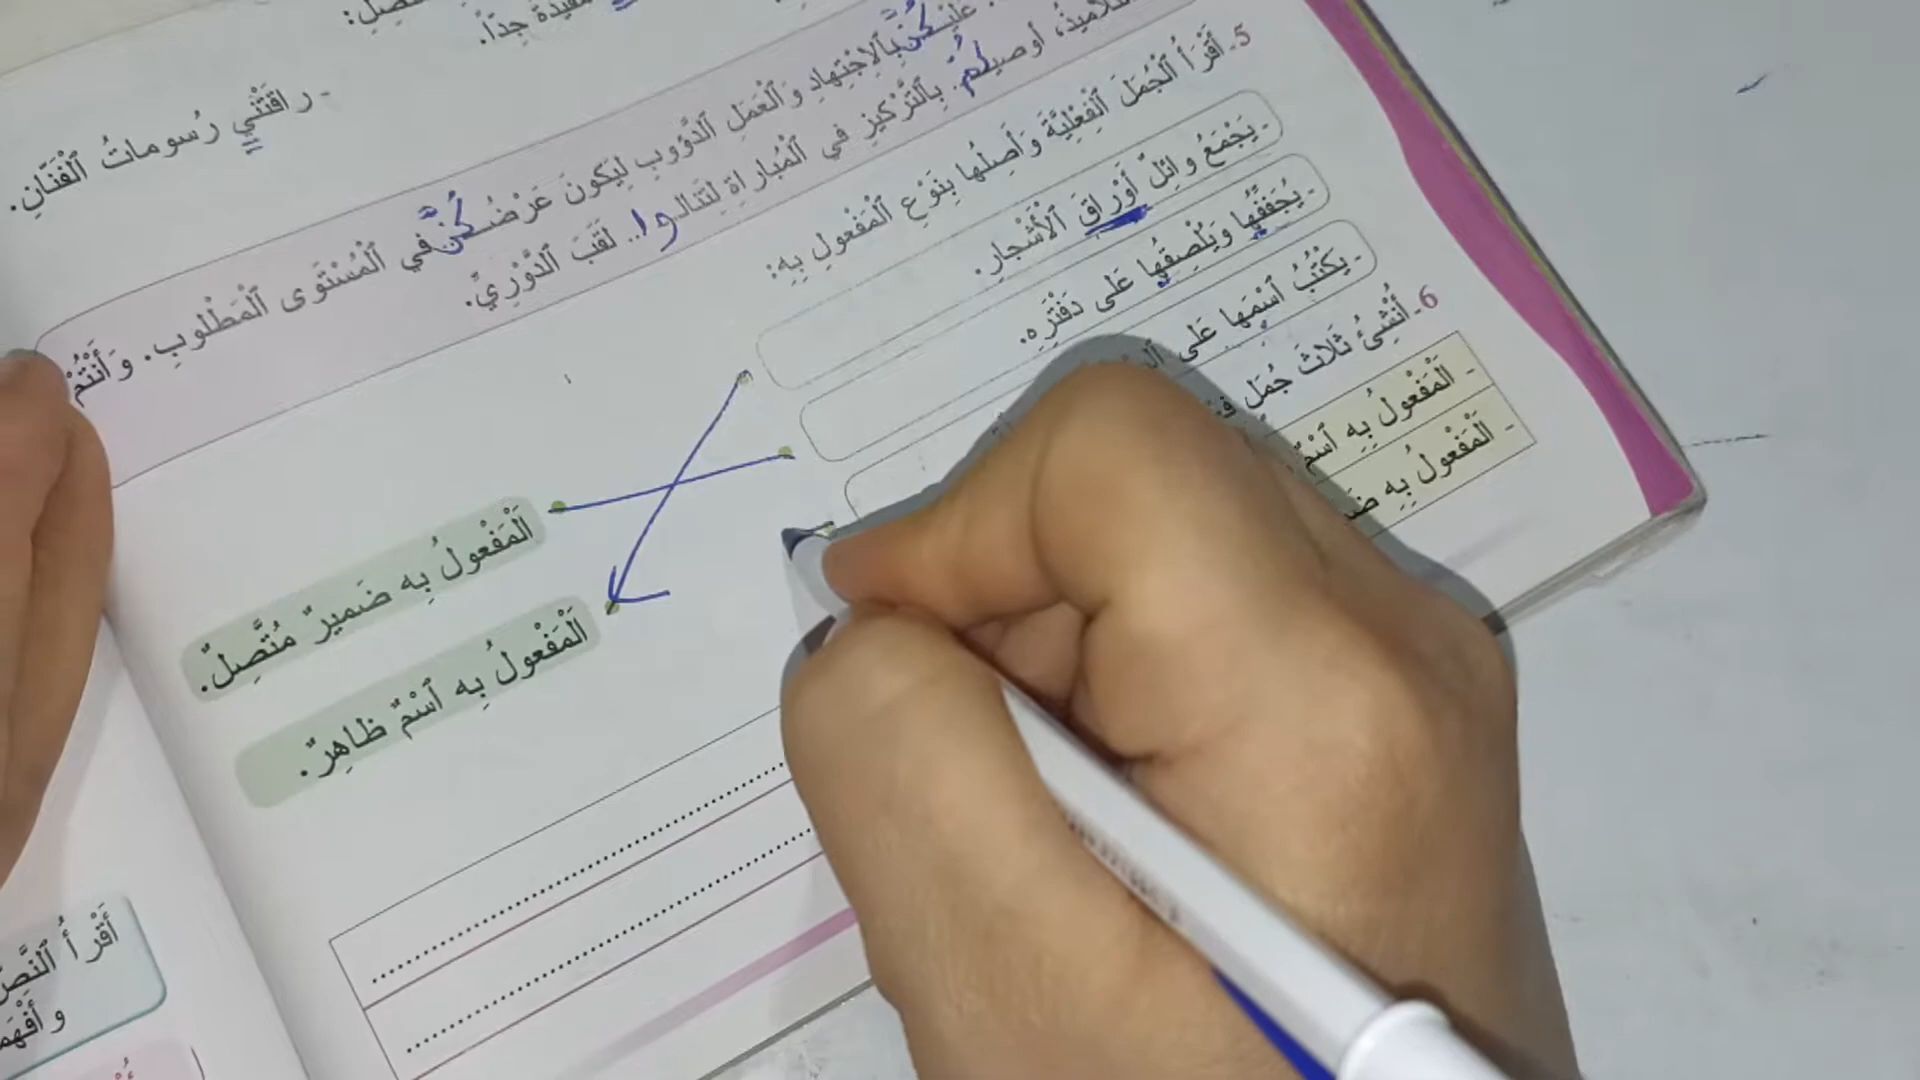 مُفيدَةً جِدّاً.
- راقَتْني رُسوماتُ ٱلْفَنّانِ.
عَلَيْكُنَّ بِٱلِاجْتِهادِ وَٱلْعَمَلِ ٱلدَّؤوبِ لِيَكونَ عَرْضُكُنَّ في ٱلْمُسْتَوى ٱلْمَطْلوبِ. وَأَنْتُمْ
أوصيكُمْ بِٱلتَّرْكيزِ في ٱلْمُباراةِ لِتَنالوا.. لَقَبَ ٱلدَّوْرِيِّ.
5. أَقْرَأُ ٱلْجُمَلَ ٱلْفِعْلِيَّةَ وَأَصِلُها بِنَوْعِ ٱلْمَفْعولِ بِهِ:
- يَجْمَعُ وائِلٌ أَوْراقَ ٱلْأَشْجارِ.
- يُجَفِّفُها وَيُلْصِقُها عَلى دَفْتَرِهِ.
- يَكْتُبُ ٱسْمَها عَلى
ٱلْمَفْعولُ بِهِ ضَميرٌ مُتَّصِلٌ.
ٱلْمَفْعولُ بِهِ ٱسْمٌ ظاهِرٌ.
6. أُنْشِئُ ثَلاثَ جُمَلٍ
- ٱلْمَفْعولُ بِهِ ٱسْمٌ
- ٱلْمَفْعولُ بِهِ
أَقْرَأُ ٱلنَّصَّ